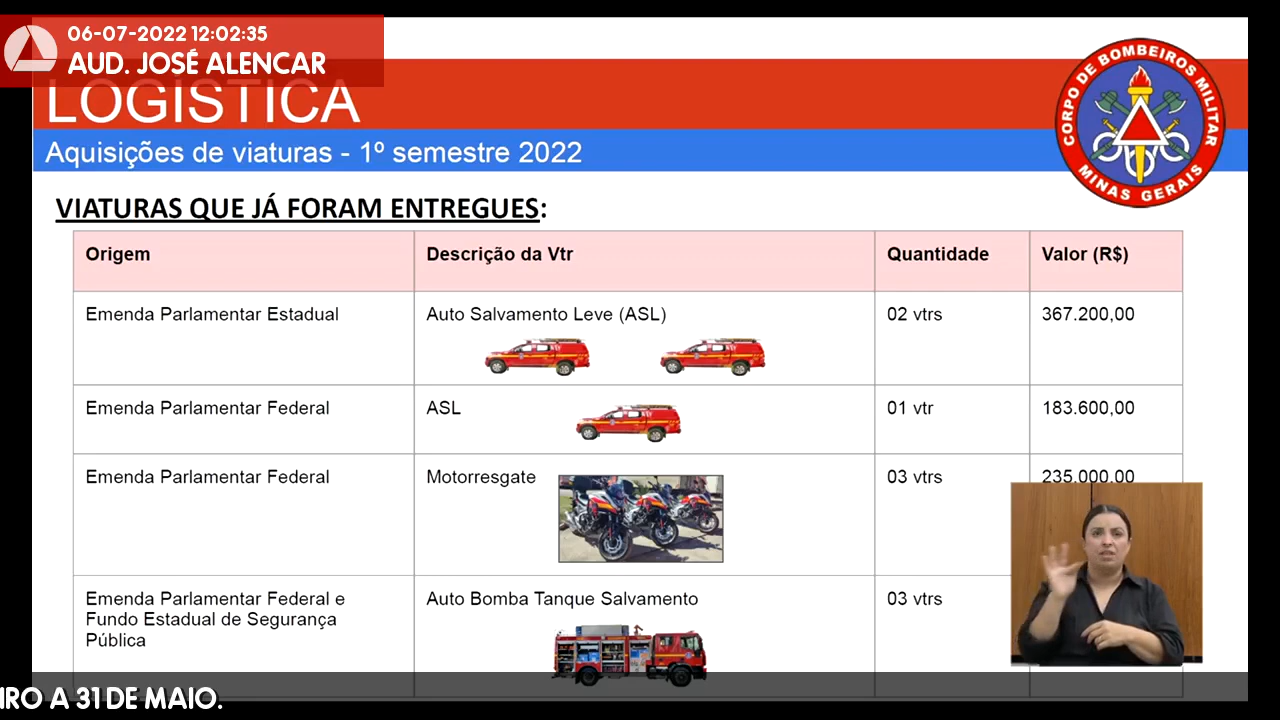 06-07-2022 12:02:35
AUD. JOSÉ ALENCAR
LOGÍSTICA
Aquisições de viaturas - 1º semestre 2022
CORPO DE BOMBEIROS MILITAR
MINAS GERAIS
VIATURAS QUE JÁ FORAM ENTREGUES:
Origem Descrição da Vtr Quantidade Valor (R$)
Emenda Parlamentar Estadual Auto Salvamento Leve (ASL) 02 vtrs 367.200,00
Emenda Parlamentar Federal ASL 01 vtr 183.600,00
Emenda Parlamentar Federal Motorresgate 03 vtrs 235.000,00
Emenda Parlamentar Federal e Auto Bomba Tanque Salvamento 03 vtrs
Fundo Estadual de Segurança
Pública
IRO A 31 DE MAIO.